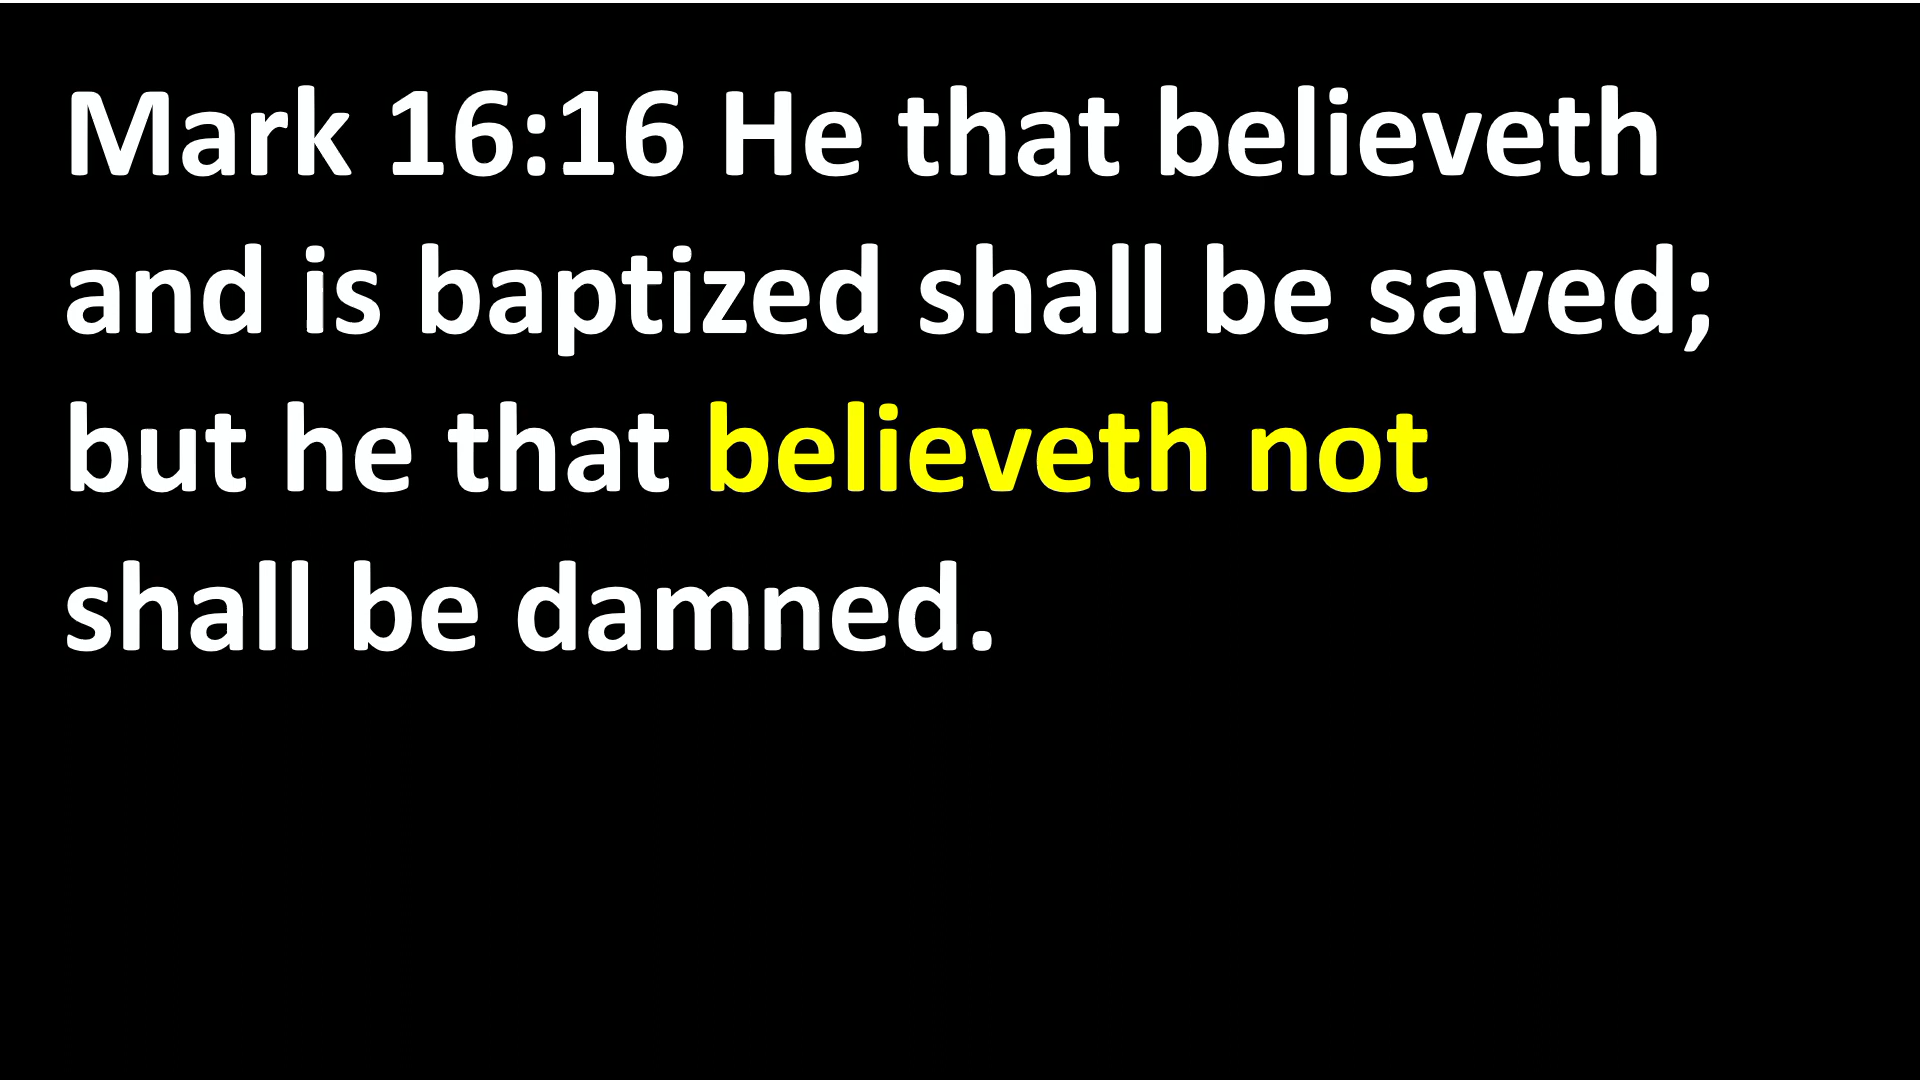 Mark 16:16 He that believeth
and is baptized shall be saved;
but he that believeth not
shall be damned.